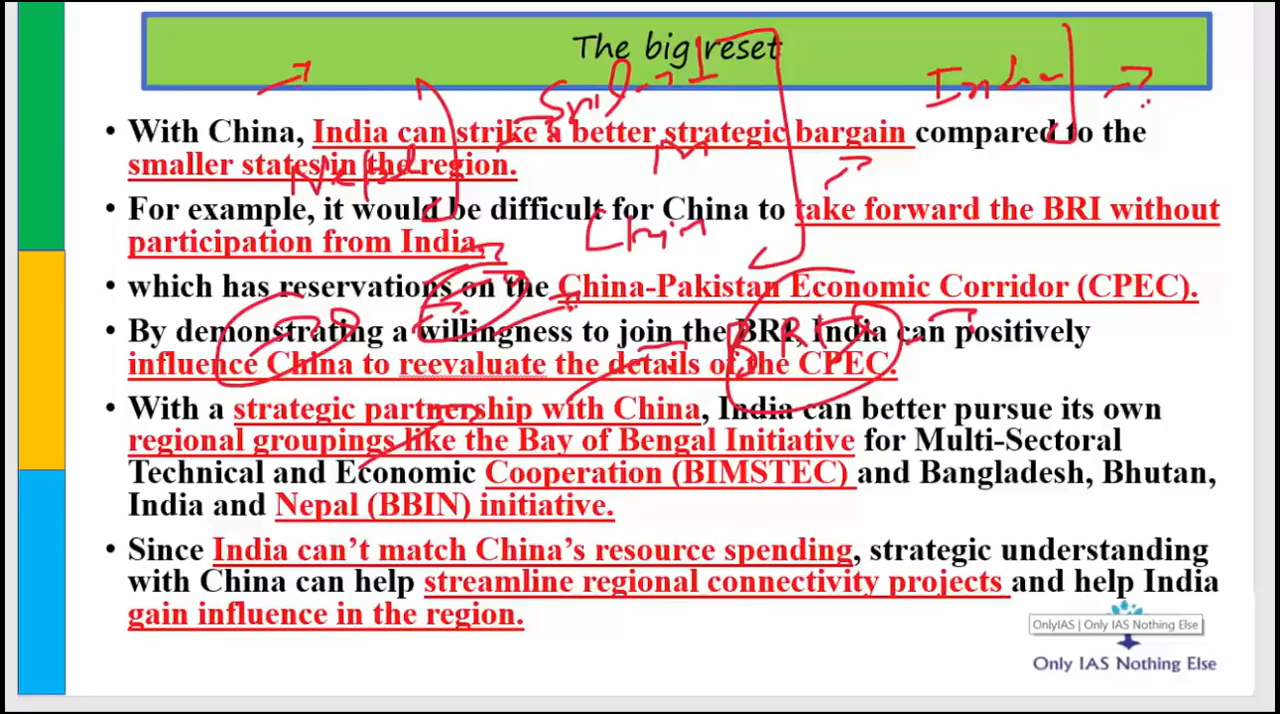 The big reset
India
Nepal
China
BRI
• With China, India can strike a better strategic bargain compared to the
smaller states in the region.
• For example, it would be difficult for China to take forward the BRI without
participation from India,
which has reservations on the China-Pakistan Economic Corridor (CPEC).
• By demonstrating a willingness to join the BRI, India can positively
influence China to reevaluate the details of the CPEC.
• With a strategic partnership with China, India can better pursue its own
regional groupings like the Bay of Bengal Initiative for Multi-Sectoral
Technical and Economic Cooperation (BIMSTEC) and Bangladesh, Bhutan,
India and Nepal (BBIN) initiative.
• Since India can’t match China’s resource spending, strategic understanding
with China can help streamline regional connectivity projects and help India
gain influence in the region.
OnlyIAS | Only IAS Nothing Else
Only IAS Nothing Else